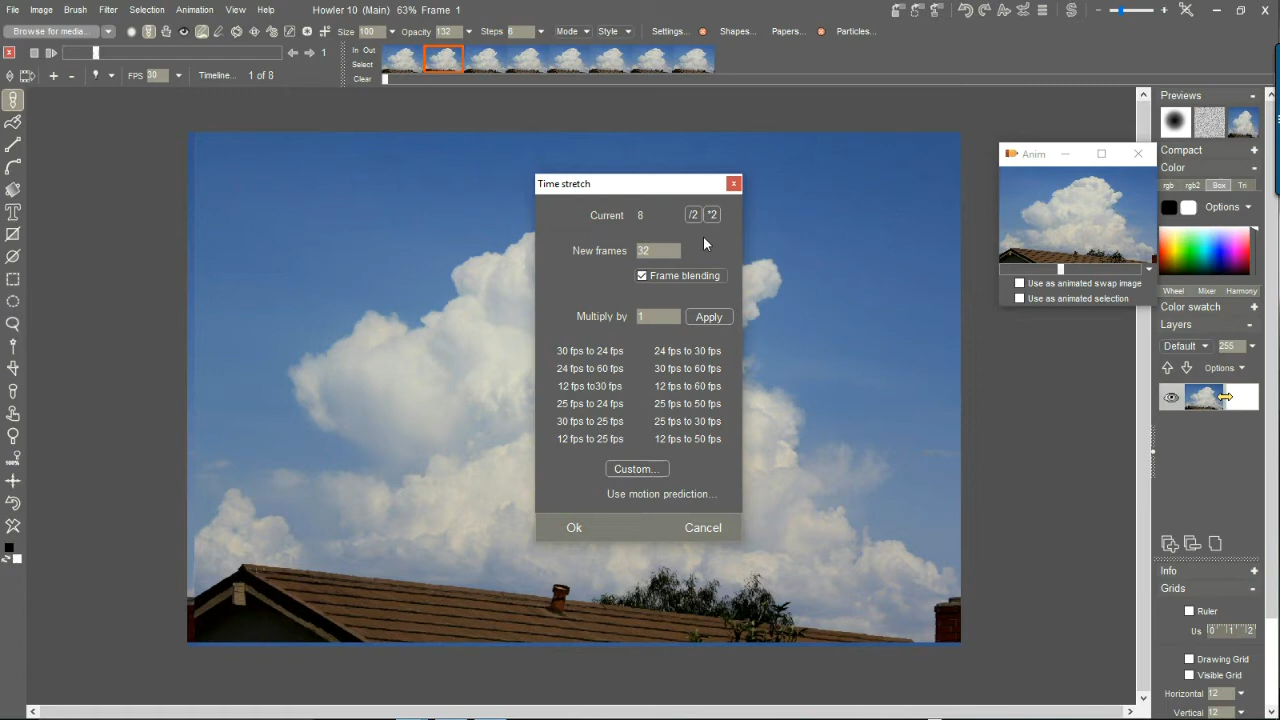 File Image Brush Filter Selection Animation View Help Howler 10 (Main) 63% Frame 1
Browse for media... Size 100 Opacity 132 Steps 6 Mode Style Settings... Shapes... Papers... Particles...
1 In Out
Select
FPS 30 Timeline... 1 of 8 Clear
Time stretch
Current 8 /2 *2
New frames 32
Frame blending
Multiply by 1 Apply
30 fps to 24 fps 24 fps to 30 fps
24 fps to 60 fps 30 fps to 60 fps
12 fps to30 fps 12 fps to 60 fps
25 fps to 24 fps 25 fps to 50 fps
30 fps to 25 fps 25 fps to 30 fps
12 fps to 25 fps 12 fps to 50 fps
Custom...
Use motion prediction...
Ok Cancel
Anim
Use as animated swap image
Use as animated selection
Previews
Compact
Color
rgb rgb2 Box Tri
Options
Wheel Mixer Harmony
Color swatch
Layers
Default 255
Options
Info
Grids
Ruler
Us 0 1 2
Drawing Grid
Visible Grid
Horizontal 12
Vertical 12
100%